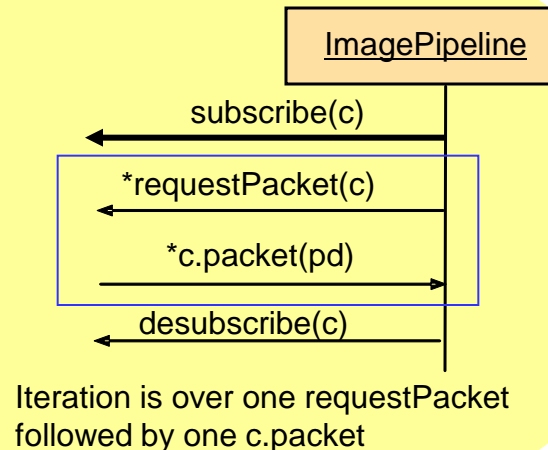 ImagePipeline
subscribe(c)
*requestPacket(c)
*c.packet(pd)
desubscribe(c)
Iteration is over one requestPacket
followed by one c.packet